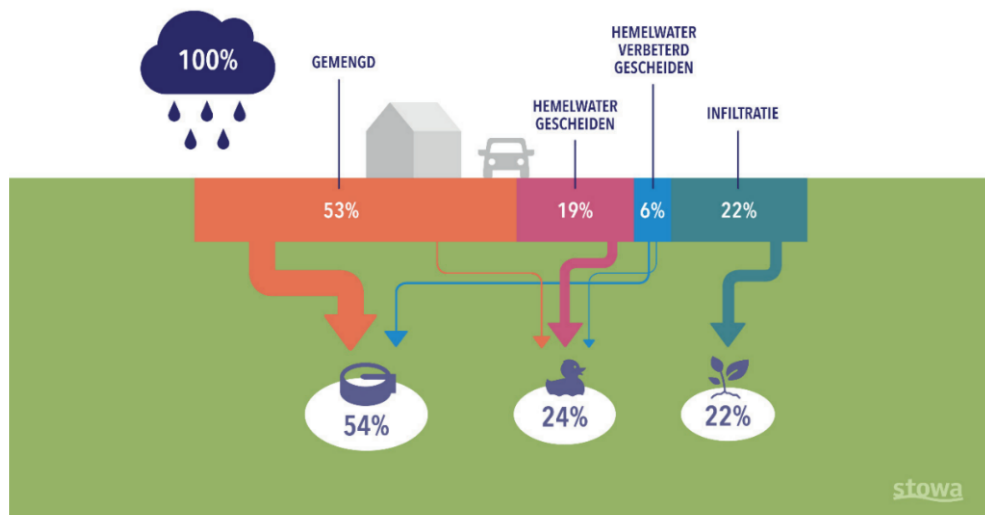 100%
GEMENGD
HEMELWATER
GESCHEIDEN
HEMELWATER
VERBETERD
GESCHEIDEN
INFILTRATIE
53%
19%
6%
22%
54%
24%
22%
stowa